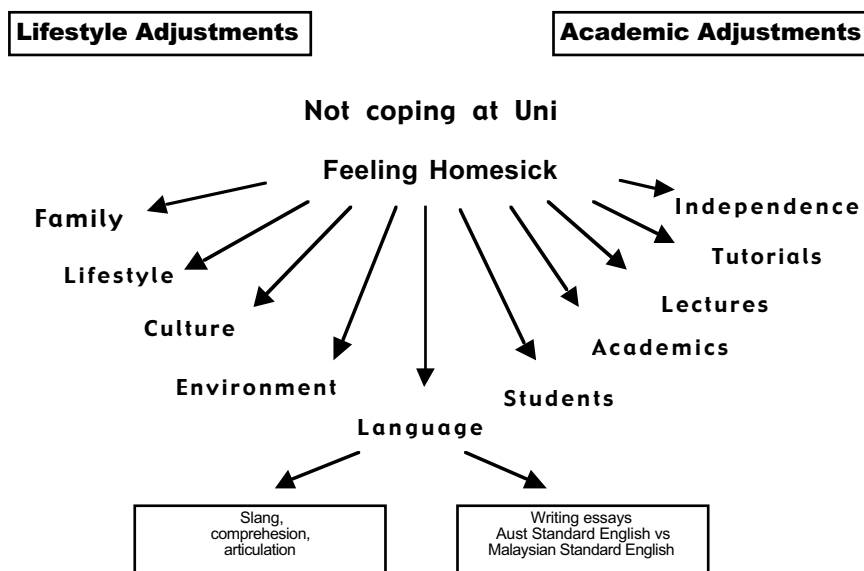 Lifestyle Adjustments
Academic Adjustments
Not coping at Uni
Feeling Homesick
Family
Lifestyle
Culture
Environment
Language
Students
Academics
Lectures
Tutorials
Independence
Slang,
comprehesion,
articulation
Writing essays
Aust Standard English vs
Malaysian Standard English